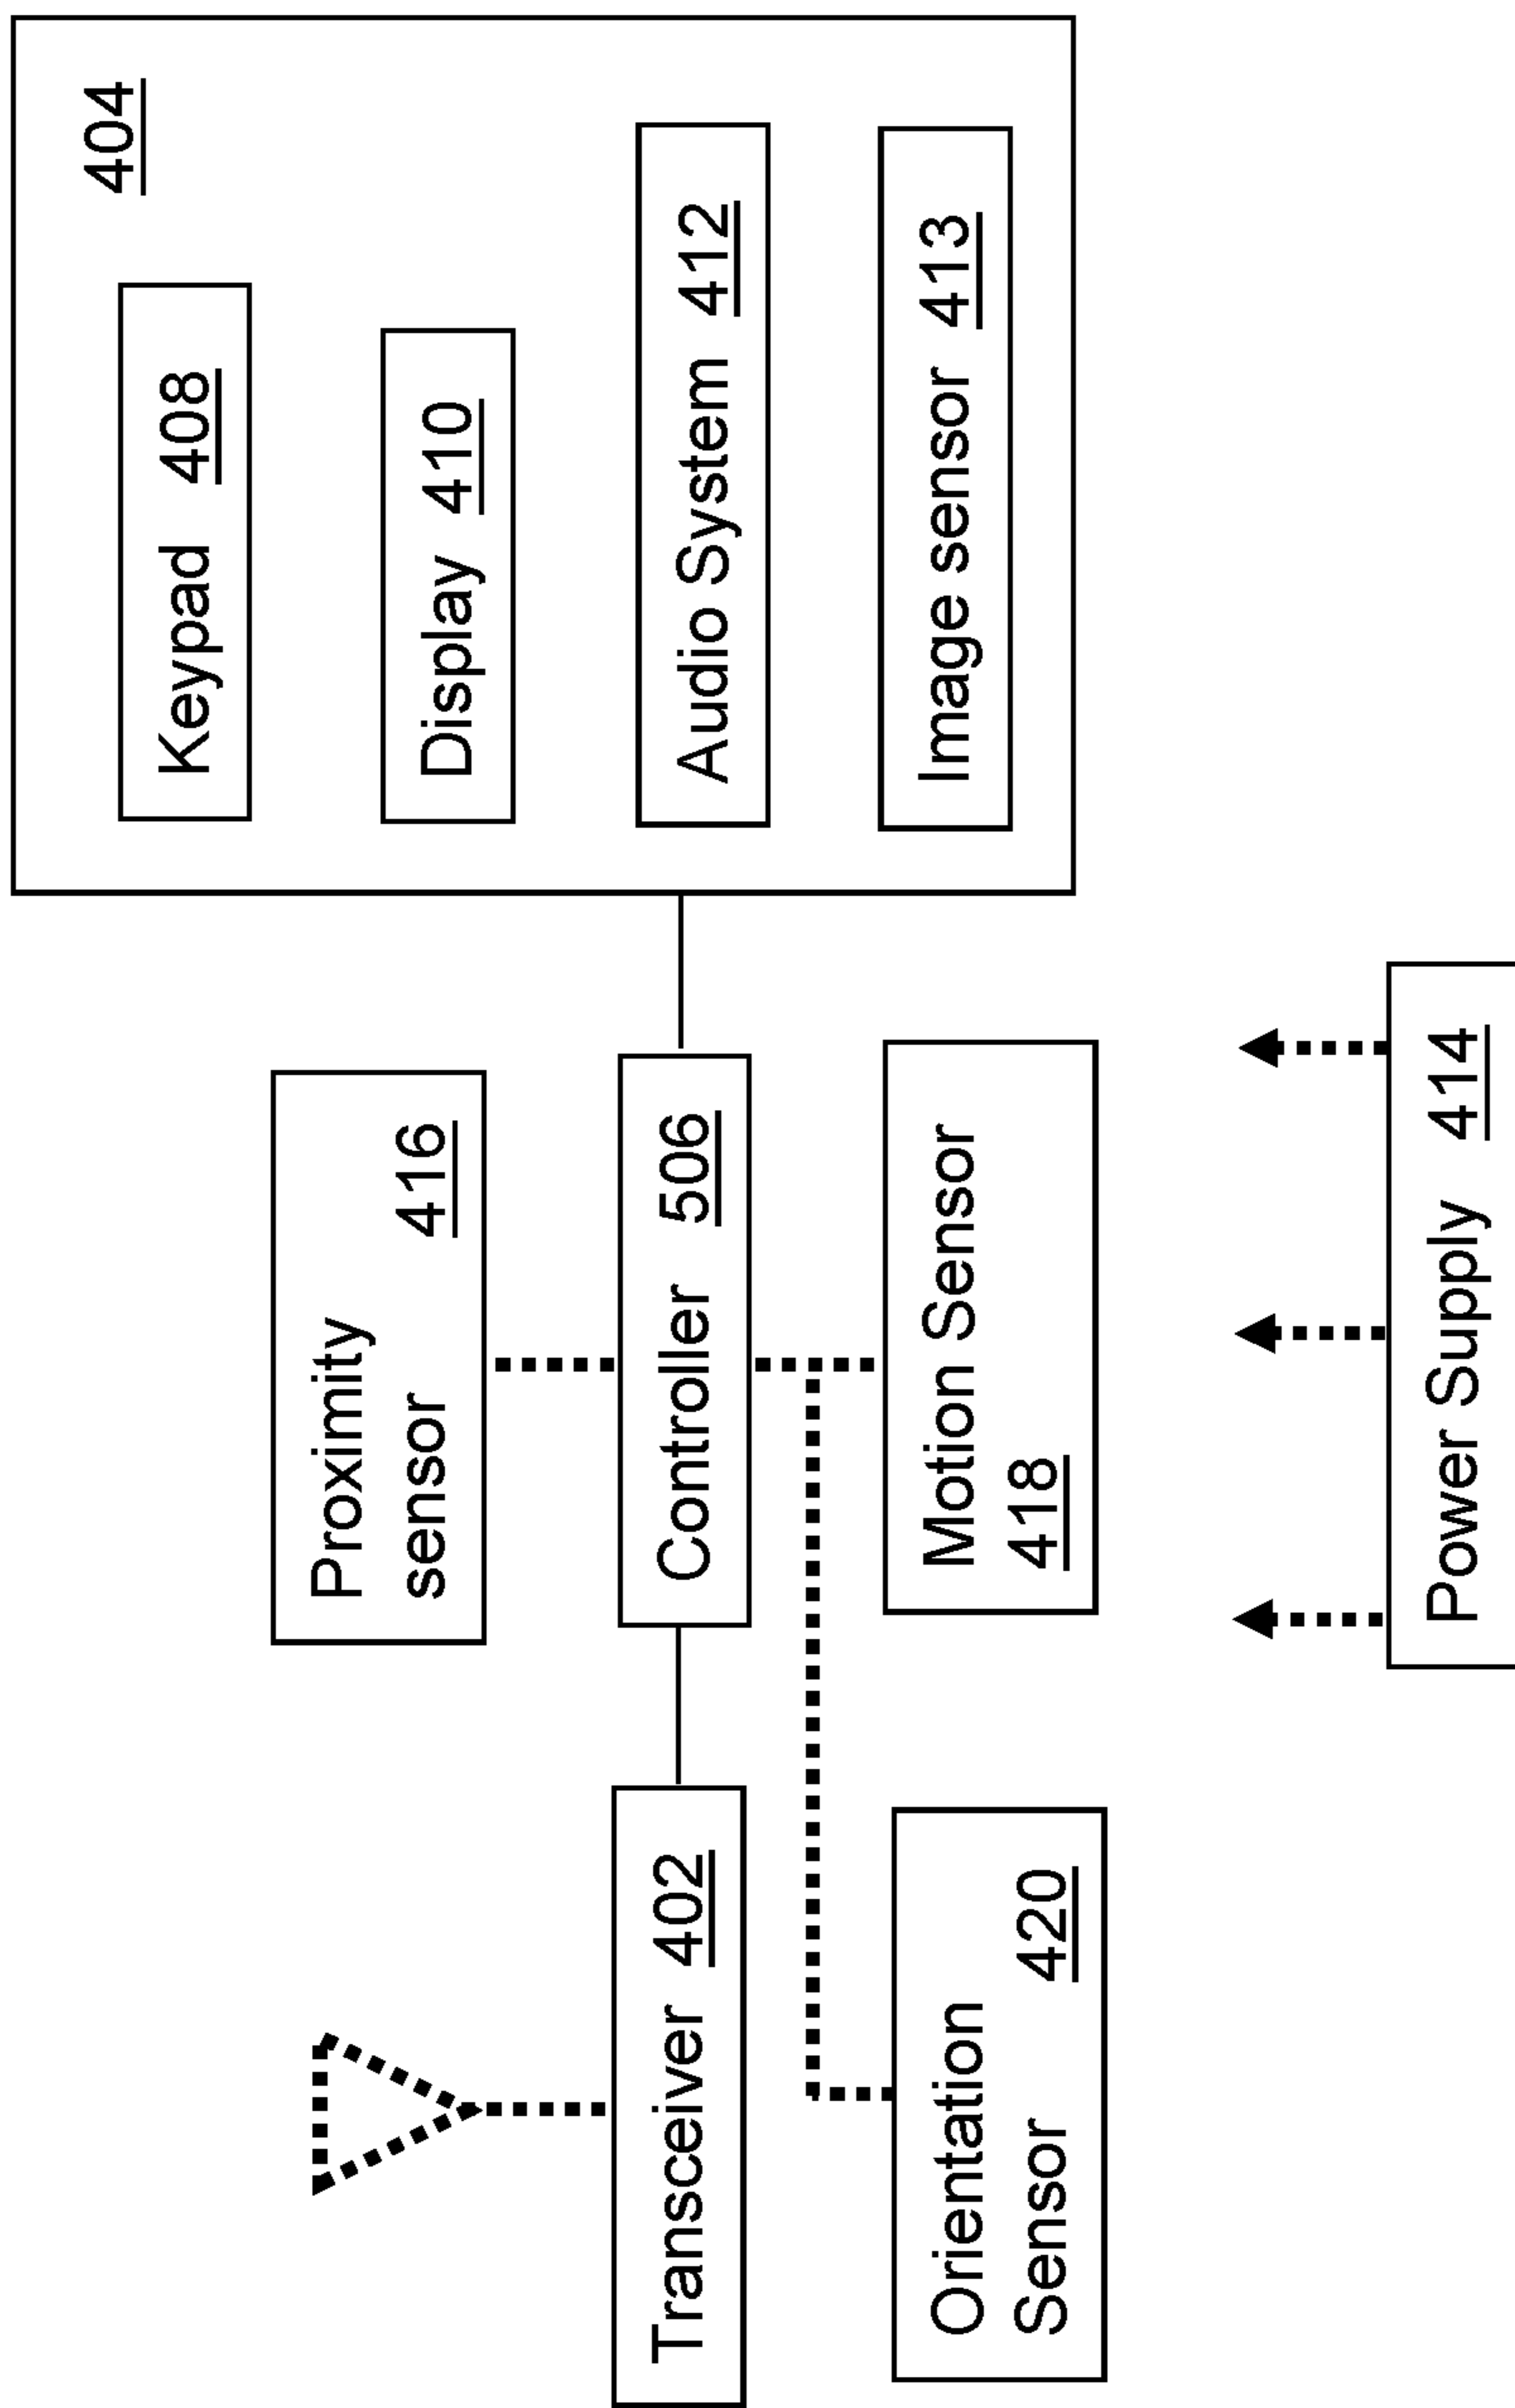 404
Keypad 408
Display 410
Audio System 412
Image sensor 413
Proximity
sensor 416
Controller 506
Motion Sensor
418
Transceiver 402
Orientation
Sensor 420
Power Supply 414